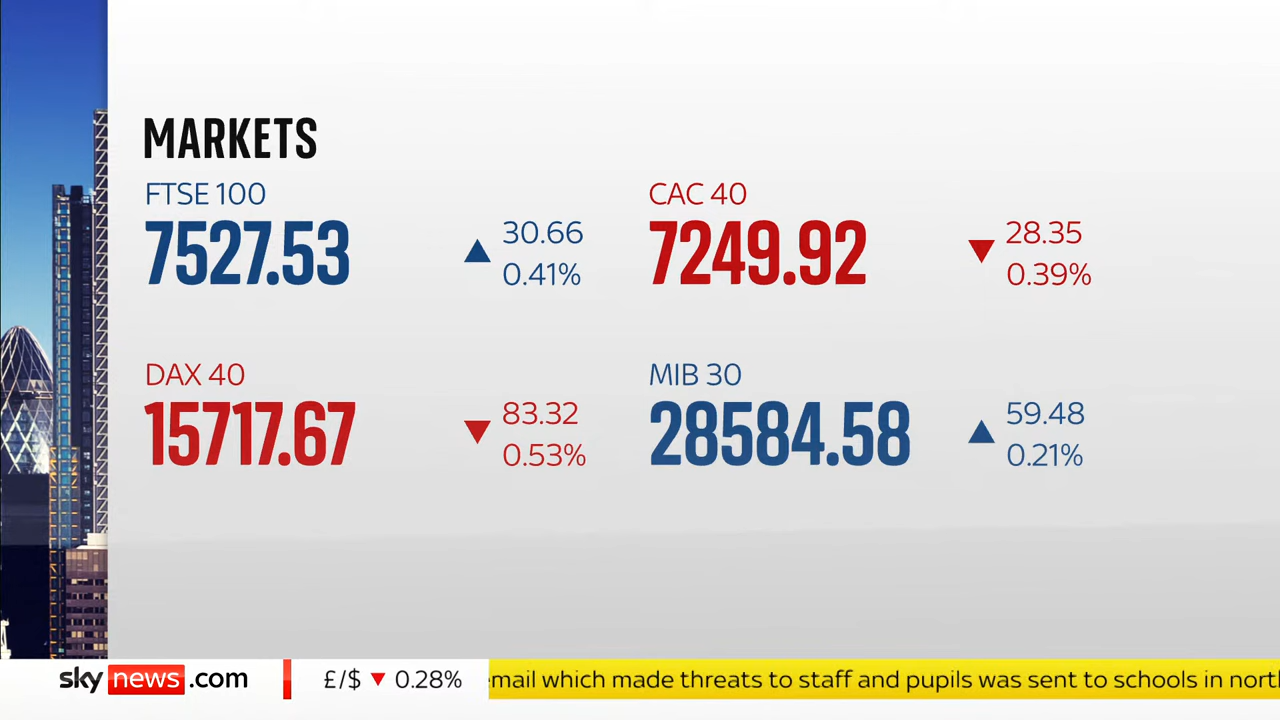 MARKETS
FTSE 100
7527.53
▲ 30.66
0.41%
CAC 40
7249.92
▼ 28.35
0.39%
DAX 40
15717.67
▼ 83.32
0.53%
MIB 30
28584.58
▲ 59.48
0.21%
sky news.com
£/$ ▼ 0.28%
which made threats to staff and pupils was sent to schools in